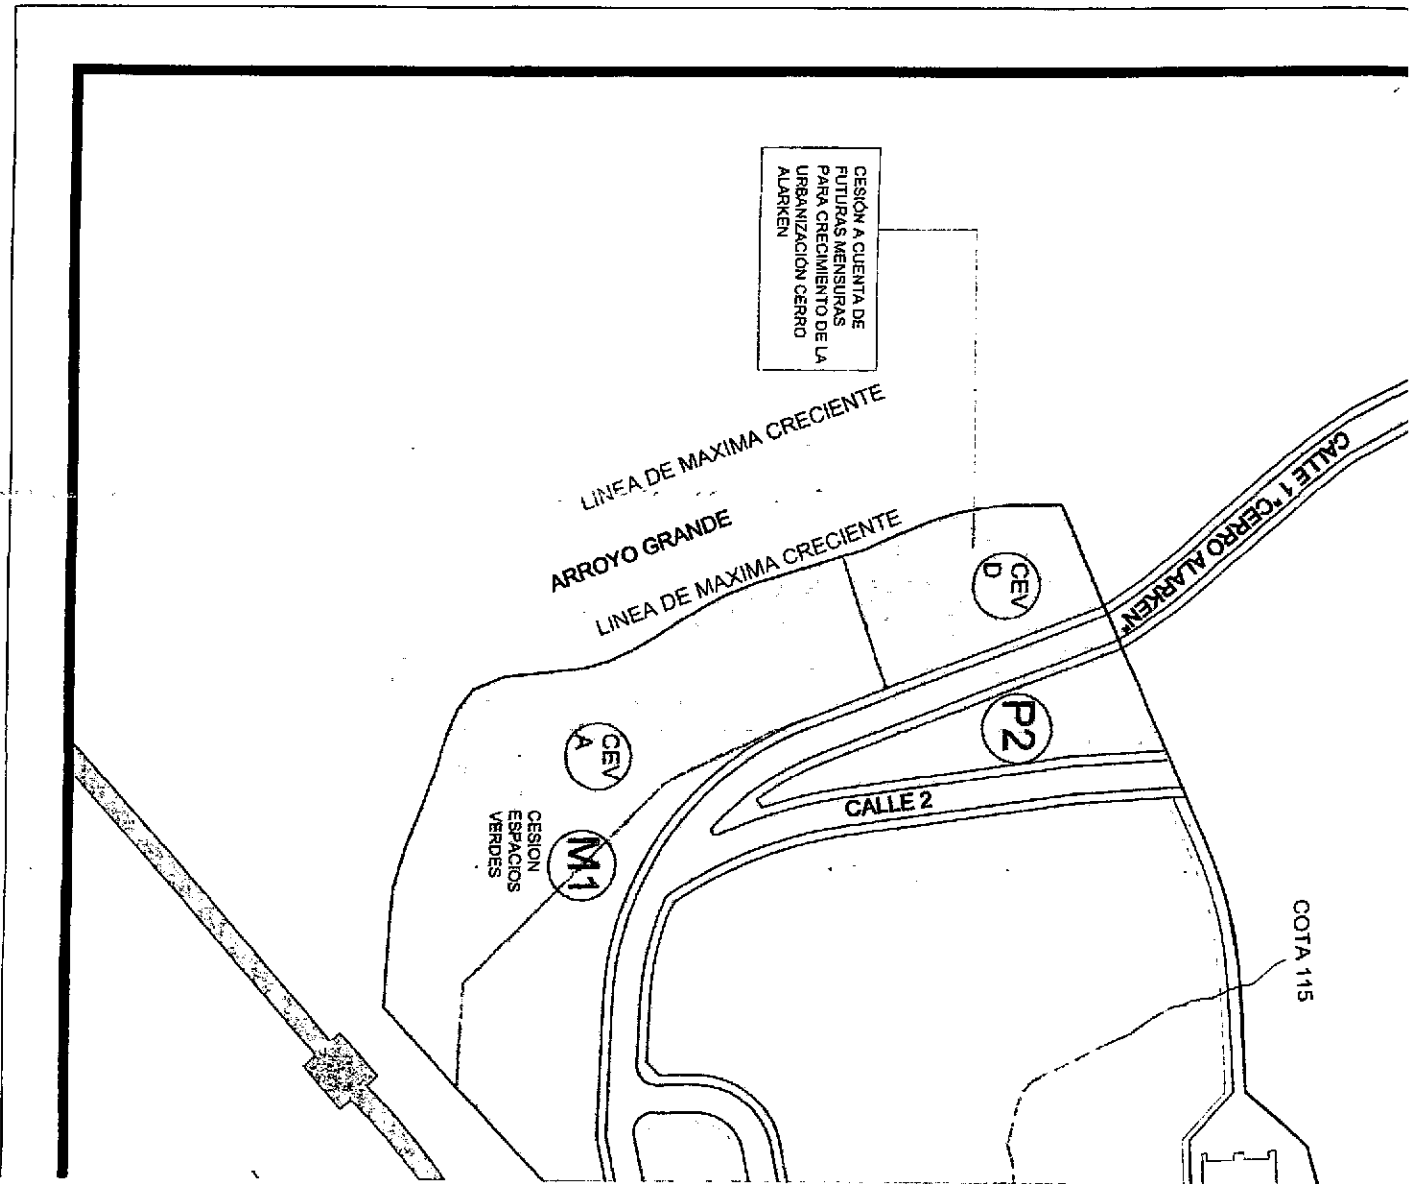 CESIÓN A CUENTA DE
FUTURAS MENSURAS
PARA CRECIMIENTO DE LA
URBANIZACIÓN CERRO
ALARKEN
LINEA DE MAXIMA CRECIENTE
ARROYO GRANDE
LINEA DE MAXIMA CRECIENTE
CALLE 1 "CERRO ALARKEN"
CEV
D
P2
CALLE 2
CEV
A
M1
CESION
ESPACIOS
VERDES
COTA 115